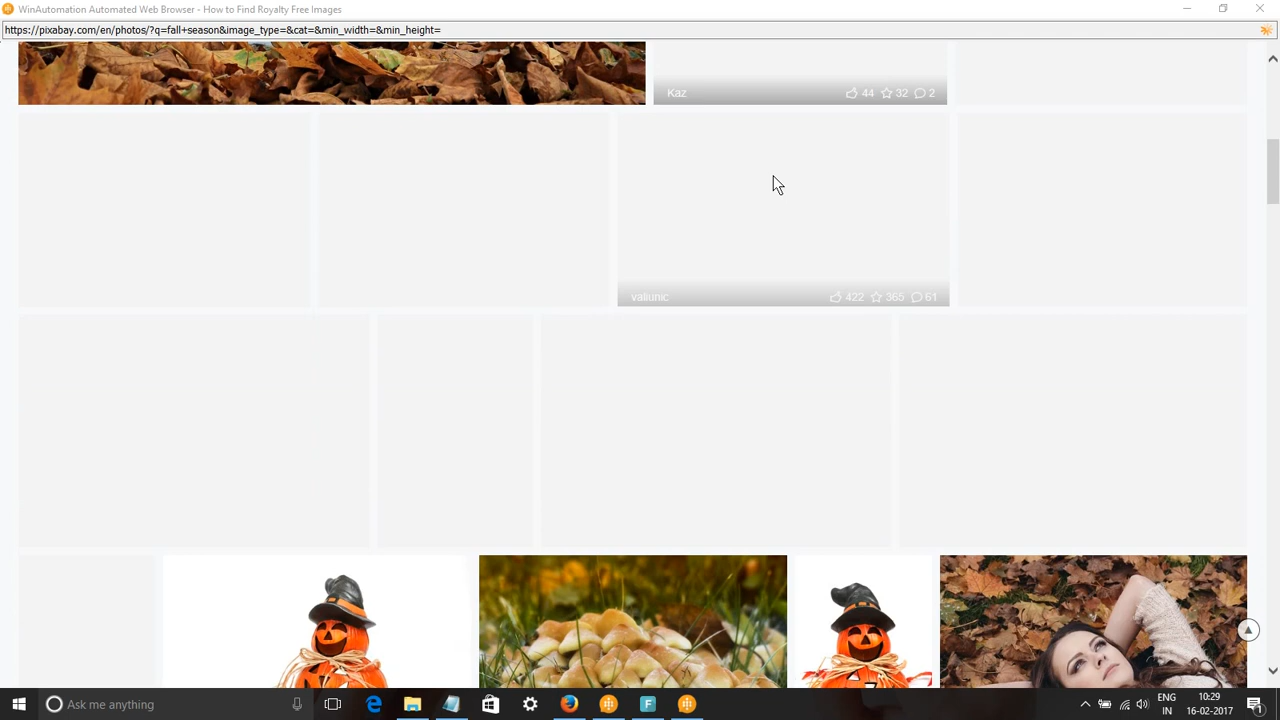 WinAutomation Automated Web Browser - How to Find Royalty Free Images
https://pixabay.com/en/photos/?q=fall+season&image_type=&cat=&min_width=&min_height=
Kaz 44 32 2
valiunic 422 365 61
Ask me anything
ENG 10:29
IN 16-02-2017